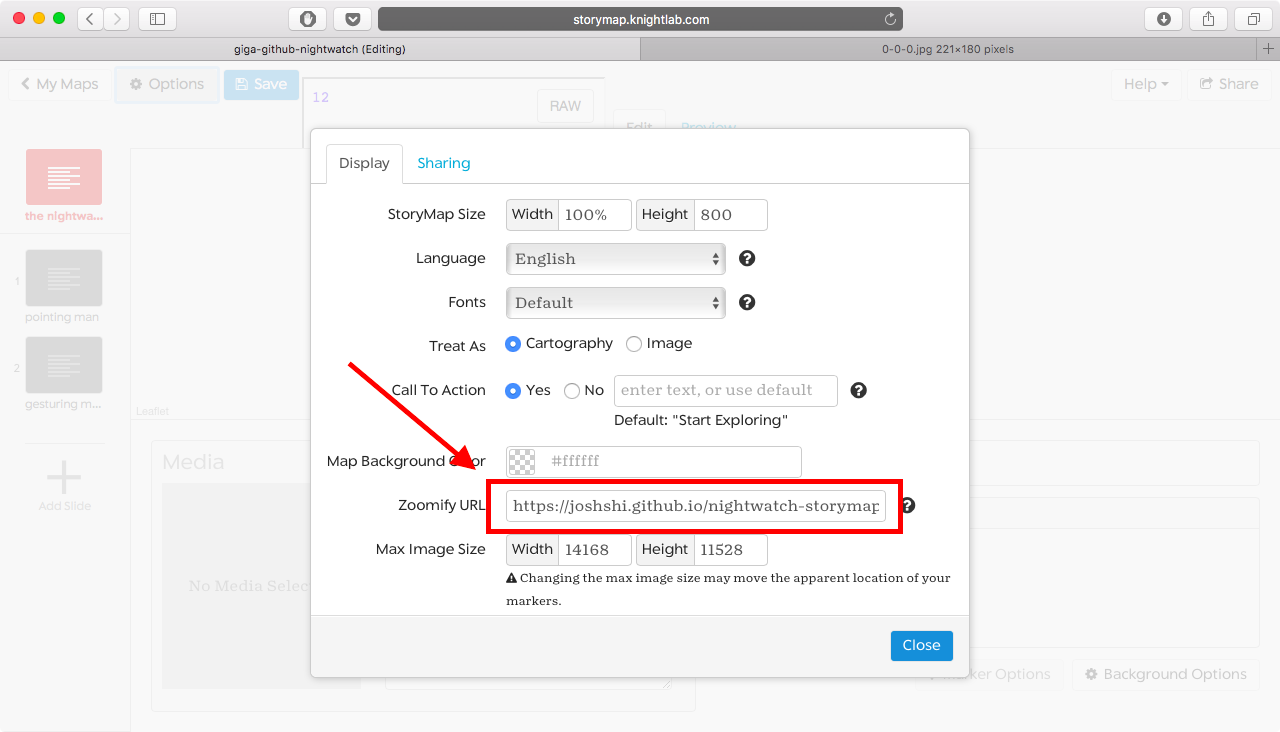 storymap.knightlab.com
giga-github-nightwatch (Editing)
0-0-0.jpg 221×180 pixels
My Maps
Options
Save
12
RAW
Edit
Preview
Help
Share
Display
Sharing
the nightwa...
1
pointing man
2
gesturing m...
Add Slide
Leaflet
Media
No Media Selec
StoryMap Size
Width 100%
Height 800
Language
English
Fonts
Default
Treat As
Cartography
Image
Call To Action
Yes
No
enter text, or use default
Default: "Start Exploring"
Map Background Color
#ffffff
Zoomify URL
https://joshshi.github.io/nightwatch-storymap
Max Image Size
Width 14168
Height 11528
Changing the max image size may move the apparent location of your
markers.
Close
Marker Options
Background Options